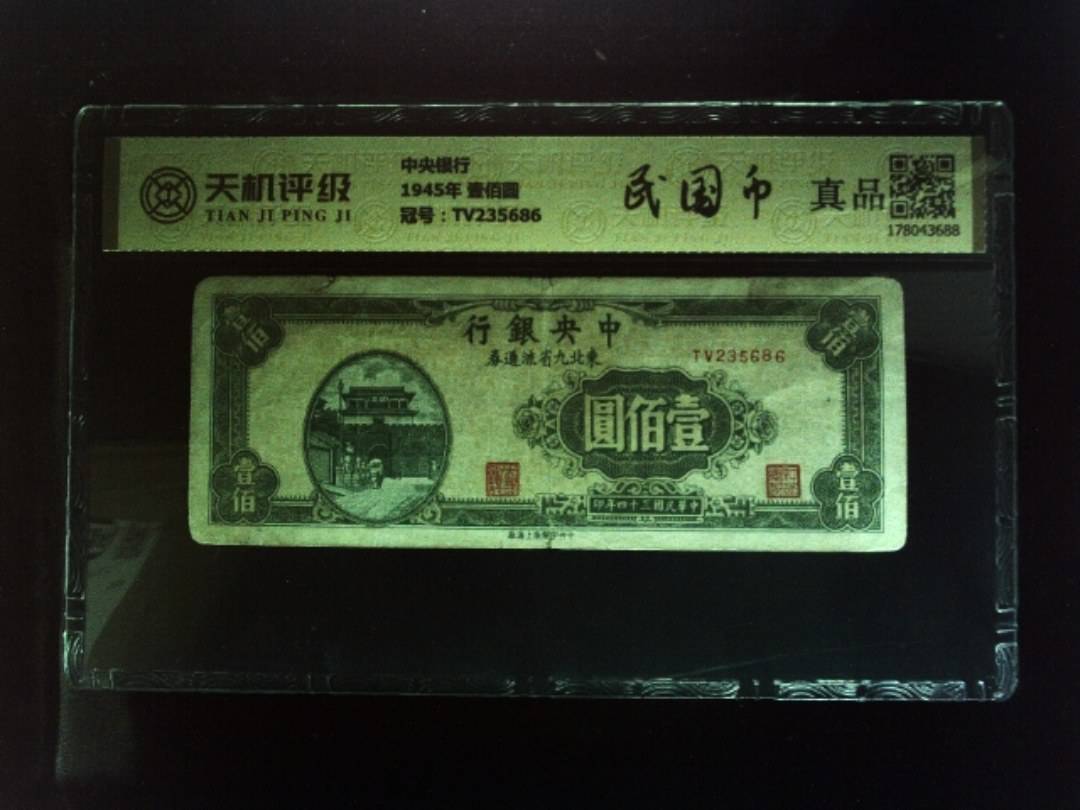 天机评级
TIAN JI PING JI
中央银行
1945年 壹佰圓
冠号：TV235686
民国币
真品
178043688
行銀央中
券通流省九北東
TV235686
圓佰壹
壹佰
壹佰
壹佰
壹佰
印年四十三國民華中